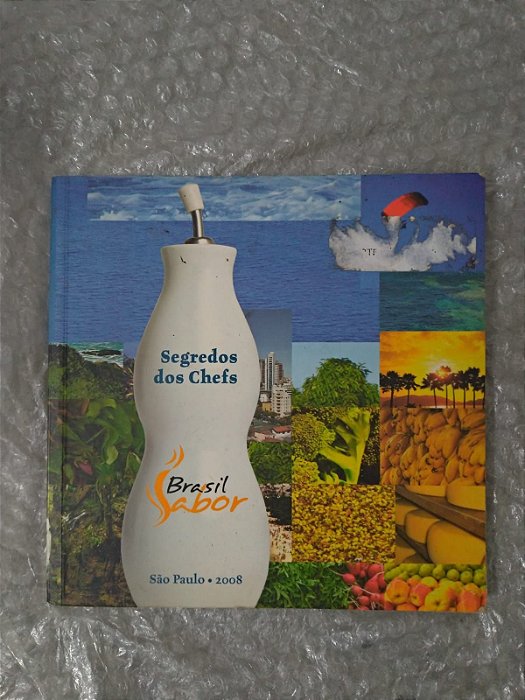 Segredos
dos Chefs
Brasil
Sabor
São Paulo • 2008